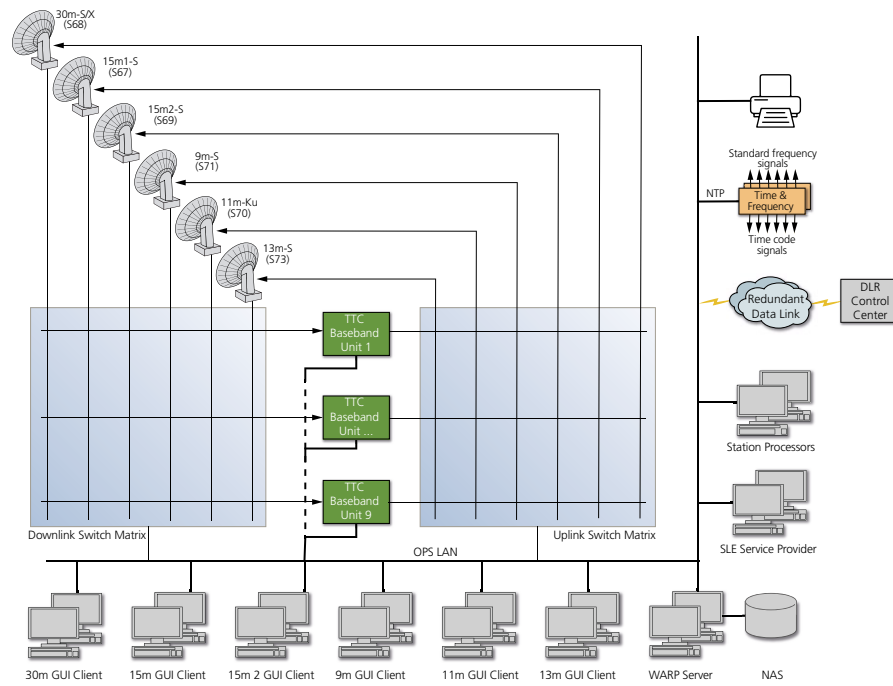 30m-S/X
(S68)
15m1-S
(S67)
15m2-S
(S69)
9m-S
(S71)
11m-Ku
(S70)
13m-S
(S73)
Standard frequency
signals
NTP
Time &
Frequency
Time code
signals
Redundant
Data Link
DLR
Control
Center
TTC
Baseband
Unit 1
TTC
Baseband
Unit ...
TTC
Baseband
Unit 9
Station Processors
SLE Service Provider
Downlink Switch Matrix
Uplink Switch Matrix
OPS LAN
30m GUI Client
15m GUI Client
15m 2 GUI Client
9m GUI Client
11m GUI Client
13m GUI Client
WARP Server
NAS